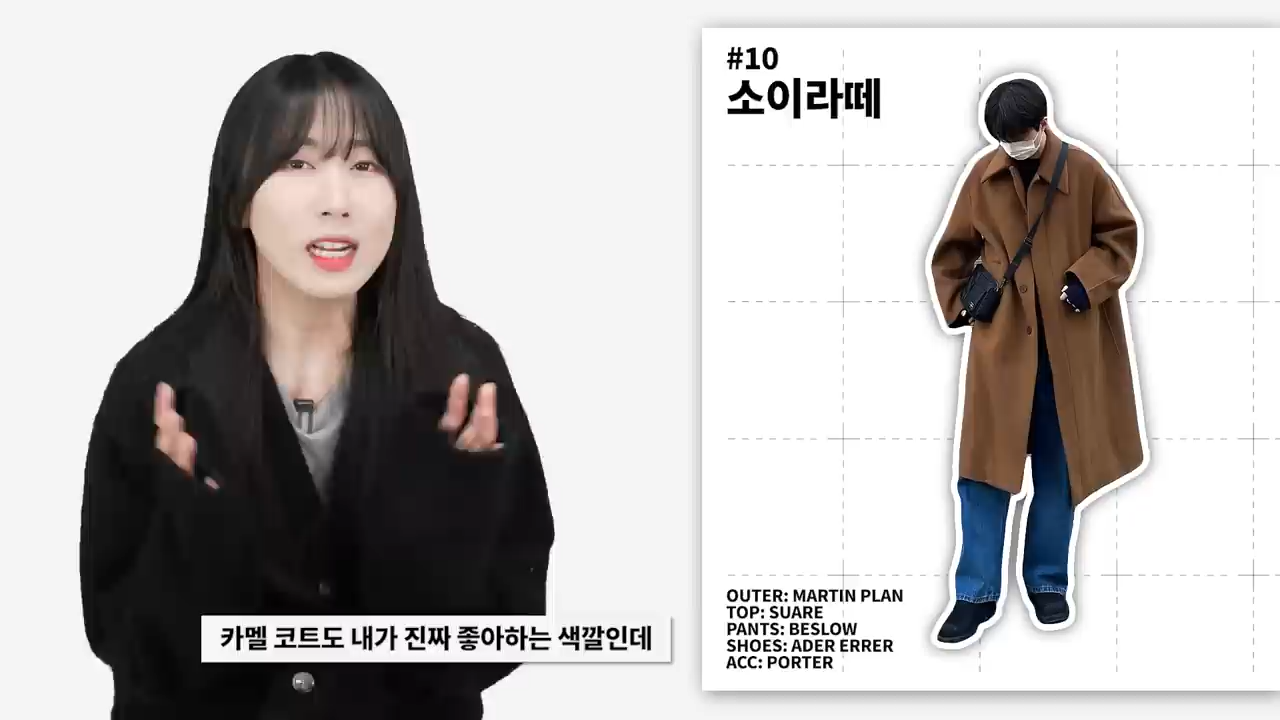 #10
소이라떼
OUTER: MARTIN PLAN
TOP: SUARE
PANTS: BESLOW
SHOES: ADER ERRER
ACC: PORTER
카멜 코트도 내가 진짜 좋아하는 색깔인데